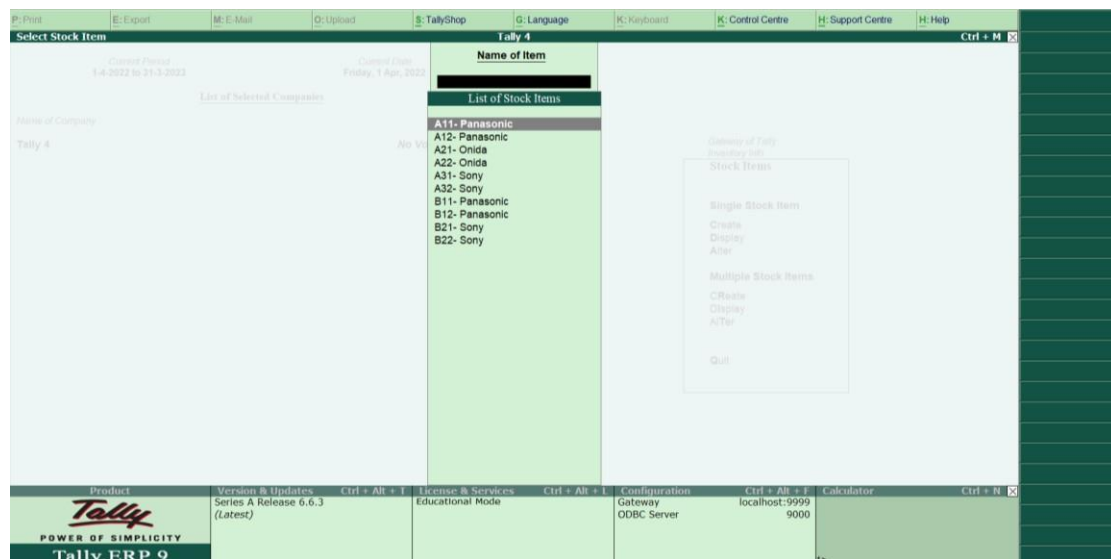 P: Print E: Export M: E-Mail O: Upload S: TallyShop G: Language K: Keyboard K: Control Centre H: Support Centre H: Help
Select Stock Item Tally 4 Ctrl + M
Current Period Current Date
1-4-2022 to 31-3-2023 Friday, 1 Apr, 2022
List of Selected Companies
Name of Company
Tally 4 No Vo
Name of Item
List of Stock Items
A11- Panasonic
A12- Panasonic
A21- Onida
A22- Onida
A31- Sony
A32- Sony
B11- Panasonic
B12- Panasonic
B21- Sony
B22- Sony
Gateway of Tally
Stock Items
Single Stock Item
Create
Display
Alter
Multiple Stock Items
CReate
DIsplay
AlTer
Quit
Product
Tally
POWER OF SIMPLICITY
Tally ERP 9
Version & Updates Ctrl + Alt + T
Series A Release 6.6.3
(Latest)
License & Services Ctrl + Alt + L
Educational Mode
Configuration Ctrl + Alt + F
Gateway localhost:9999
ODBC Server 9000
Calculator Ctrl + N